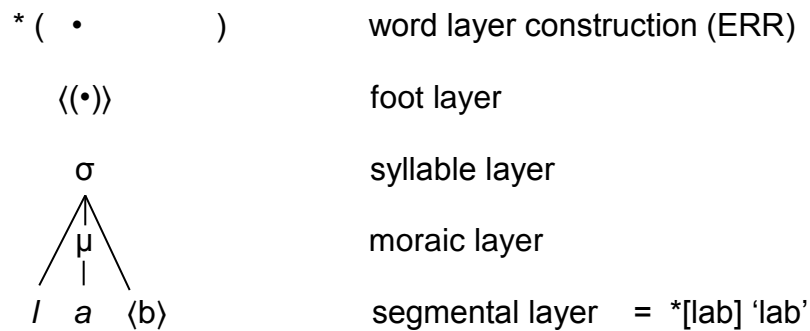 * ( • ) word layer construction (ERR)
⟨(•)⟩ foot layer
σ syllable layer
μ moraic layer
l a ⟨b⟩ segmental layer = *[lab] ‘lab’